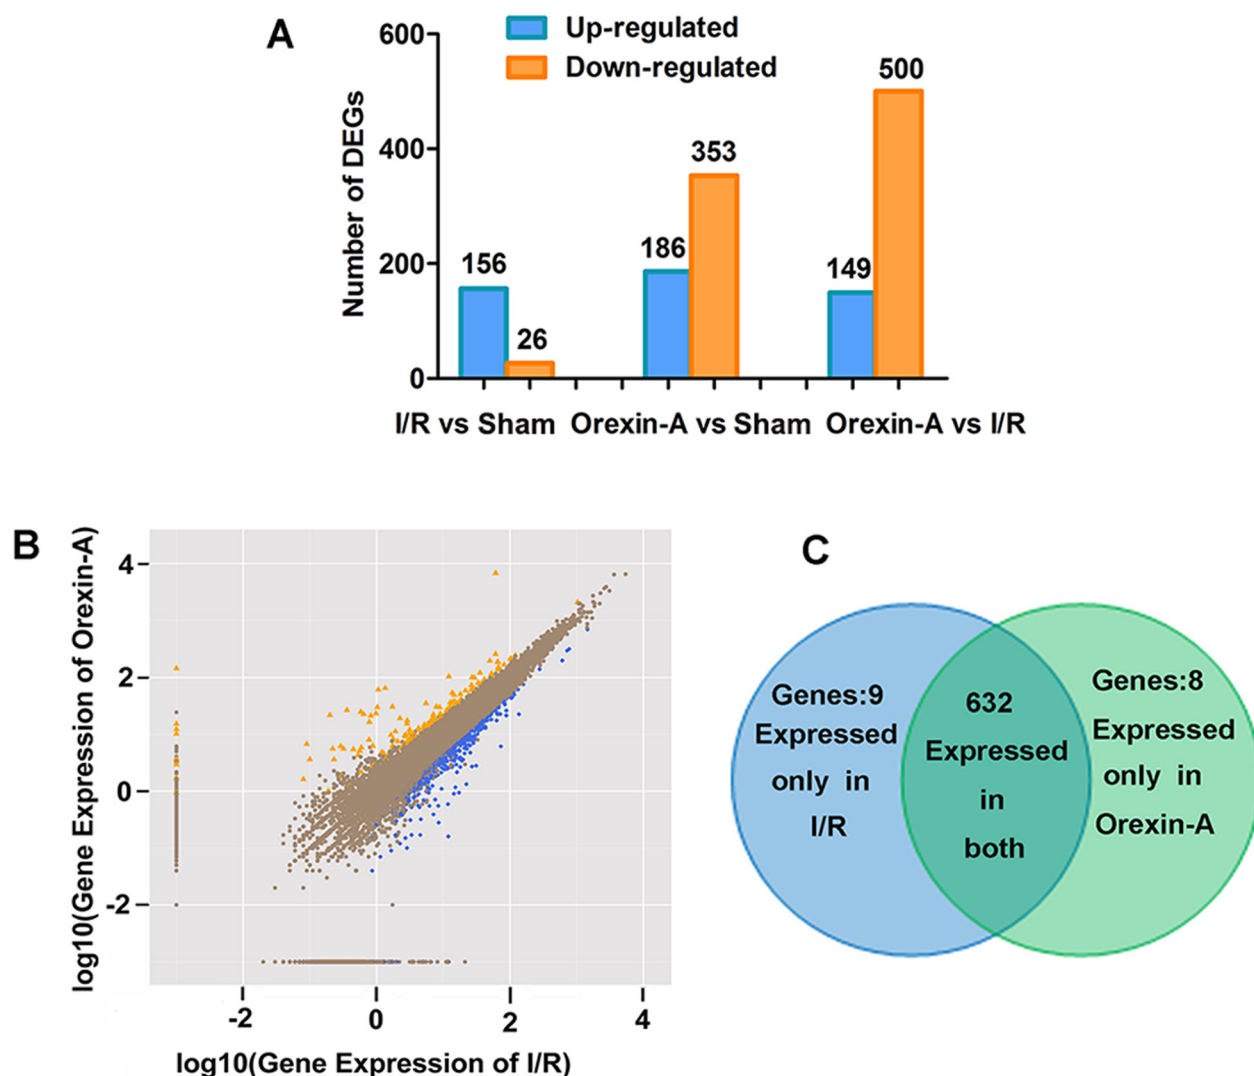 A
600
400
200
0
Number of DEGs
Up-regulated
Down-regulated
156
26
186
353
149
500
I/R vs Sham Orexin-A vs Sham Orexin-A vs I/R
B
log10(Gene Expression of Orexin-A)
4
2
0
-2
-2 0 2 4
log10(Gene Expression of I/R)
C
Genes:9
Expressed
only in
I/R
632
Expressed
in
both
Genes:8
Expressed
only in
Orexin-A